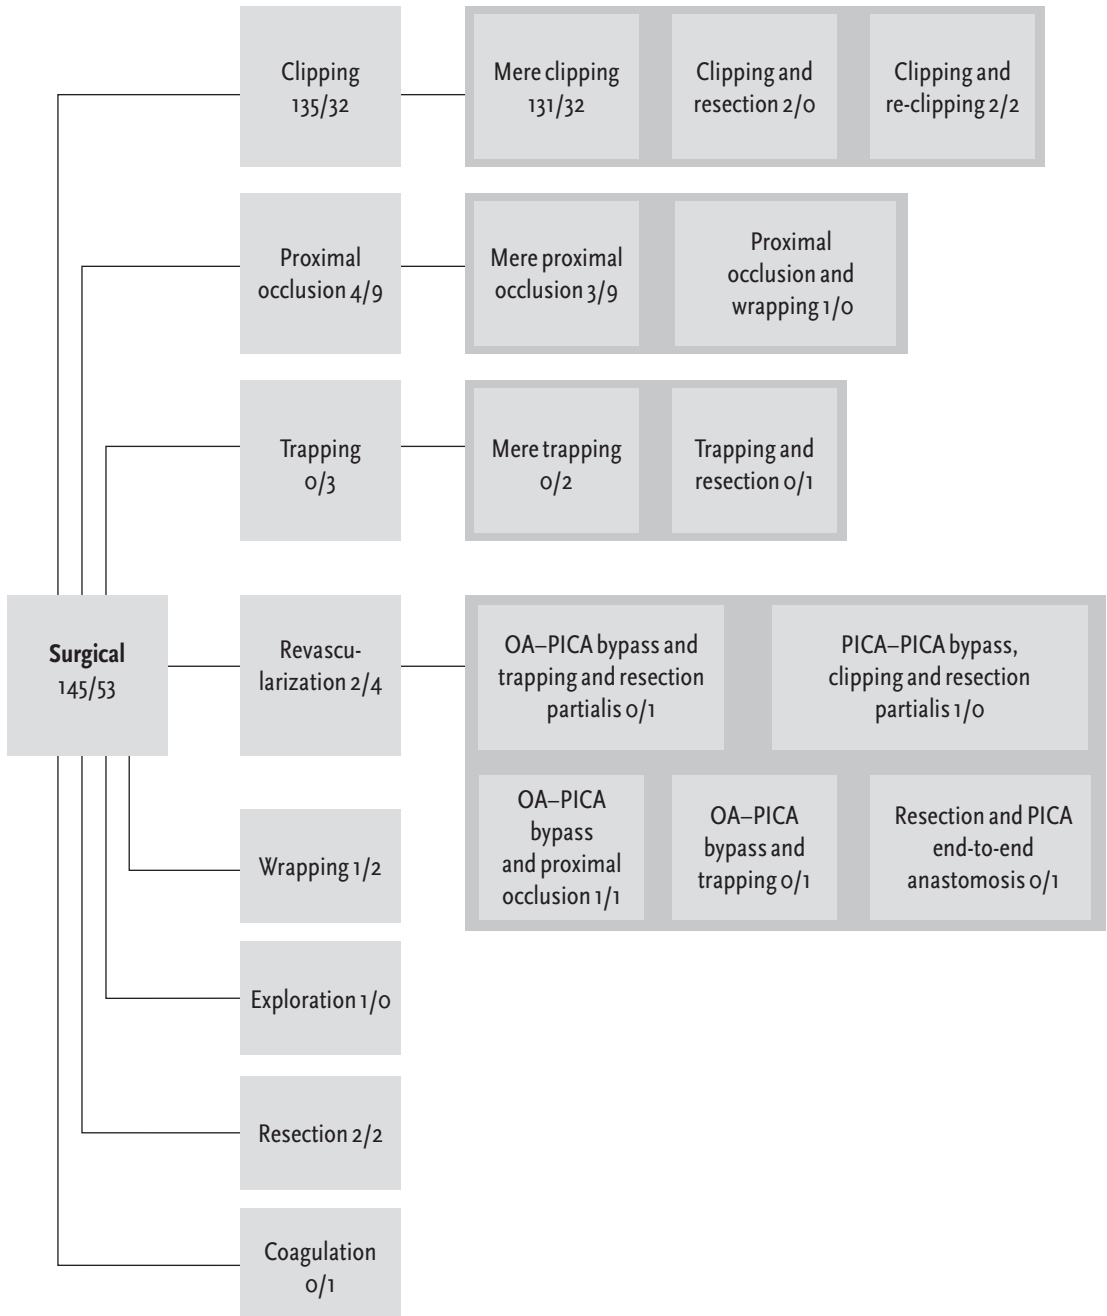 Clipping
135/32
Mere clipping
131/32
Clipping and
resection 2/0
Clipping and
re-clipping 2/2
Proximal
occlusion 4/9
Mere proximal
occlusion 3/9
Proximal
occlusion and
wrapping 1/0
Trapping
0/3
Mere trapping
0/2
Trapping and
resection 0/1
Surgical
145/53
Revascu-
larization 2/4
OA–PICA bypass and
trapping and resection
partialis 0/1
PICA–PICA bypass,
clipping and resection
partialis 1/0
OA–PICA
bypass
and proximal
occlusion 1/1
OA–PICA
bypass and
trapping 0/1
Resection and PICA
end-to-end
anastomosis 0/1
Wrapping 1/2
Exploration 1/0
Resection 2/2
Coagulation
0/1